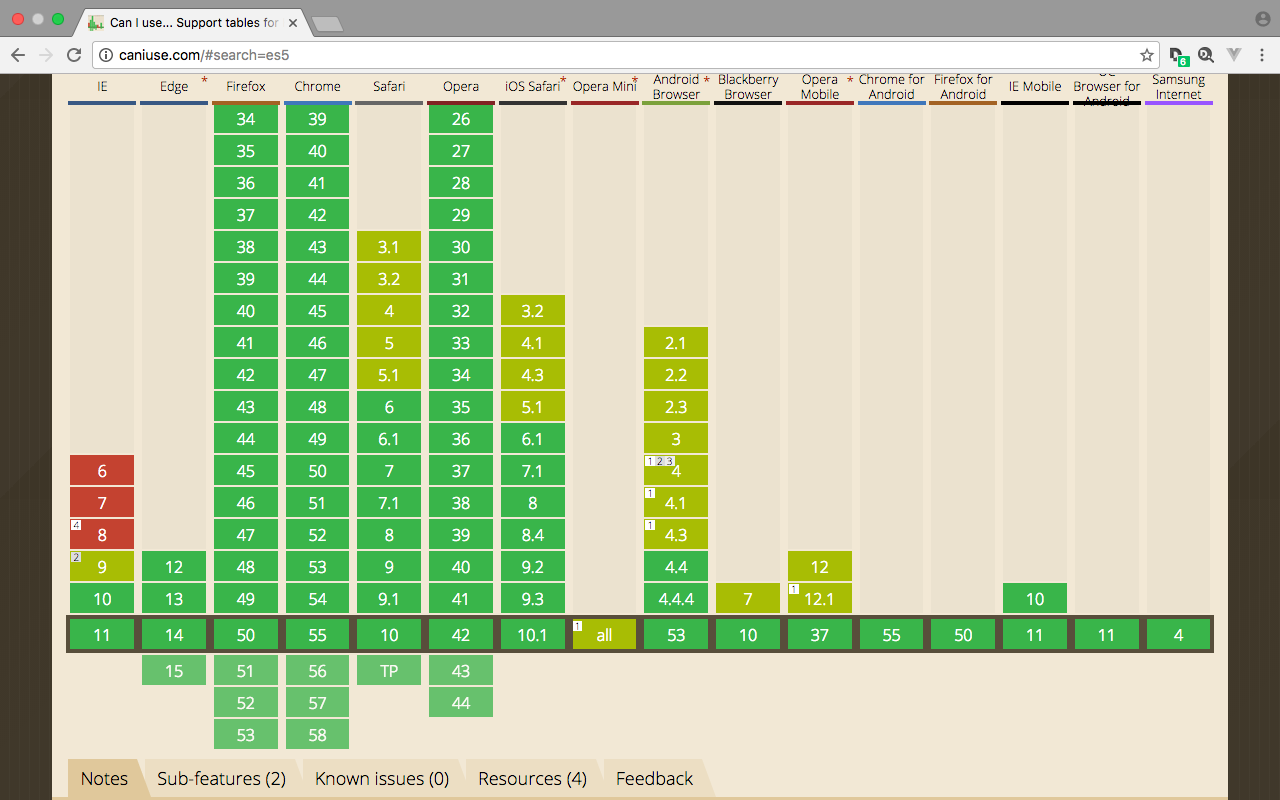 Can I use... Support tables for
caniuse.com/#search=es5
6
IE Edge * Firefox Chrome Safari Opera iOS Safari * Opera Mini * Android Browser * Blackberry Browser Opera Mobile * Chrome for Android Firefox for Android IE Mobile UC Browser for Android Samsung Internet
34 39 26
35 40 27
36 41 28
37 42 29
38 43 3.1 30
39 44 3.2 31
40 45 4 32 3.2
41 46 5 33 4.1 2.1
42 47 5.1 34 4.3 2.2
43 48 6 35 5.1 2.3
44 49 6.1 36 6.1 3
6 45 50 7 37 7.1 1 2 3 4
7 46 51 7.1 38 8 1 4.1
4 8 47 52 8 39 8.4 1 4.3
2 9 12 48 53 9 40 9.2 4.4 12
10 13 49 54 9.1 41 9.3 4.4.4 7 1 12.1 10
11 14 50 55 10 42 10.1 1 all 53 10 37 55 50 11 11 4
15 51 56 TP 43
52 57 44
53 58
Notes Sub-features (2) Known issues (0) Resources (4) Feedback